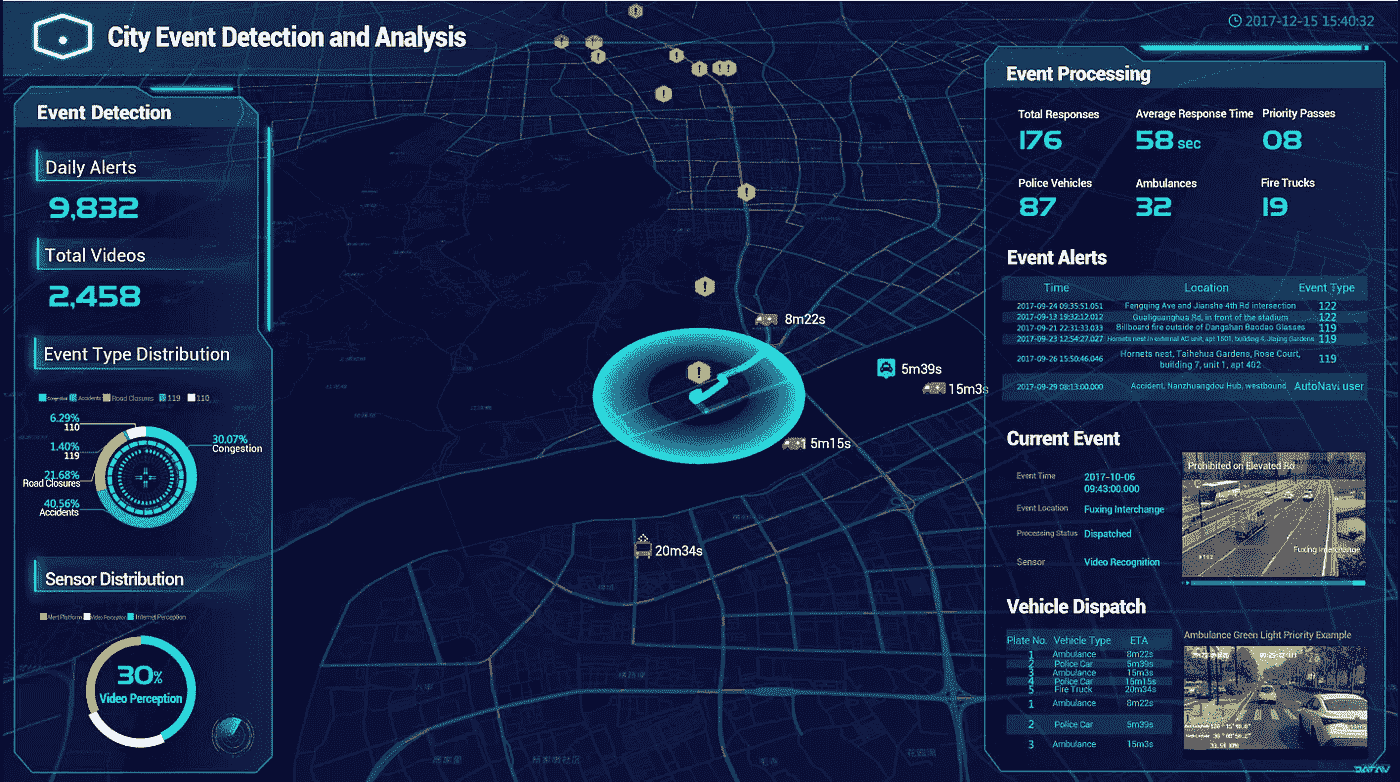 City Event Detection and Analysis
2017-12-15 15:40:32
Event Detection
Daily Alerts
9,832
Total Videos
2,458
Event Type Distribution
Congestion Accidents Road Closures 119 110
6.29%
110
1.40%
119
21.68%
Road Closures
40.56%
Accidents
30.07%
Congestion
Sensor Distribution
Alert Platform Video Perception Internet Perception
30%
Video Perception
8m22s
5m39s
15m3s
15m15s
20m34s
Event Processing
Total Responses
176
Average Response Time
58 sec
Priority Passes
08
Police Vehicles
87
Ambulances
32
Fire Trucks
19
Event Alerts
Time Location Event Type
2017-09-24 09:35:51.051 Fengqing Ave and Jianshe 4th Rd intersection 122
2017-09-13 19:32:12.012 Gualiguanghua Rd, in front of the stadium 122
2017-09-21 22:31:33.033 Billboard fire outside of Dangshan Baodao Glasses 119
2017-09-23 12:54:27.027 Hornets nest in external AC unit, apt 1601, building 6, Jiajing Gardens 119
2017-09-26 15:50:46.046 Hornets nest, Taihehua Gardens, Rose Court,
building 7, unit 1, apt 402 119
2017-09-29 08:13:00.000 Accident, Nanzhuangdou Hub, westbound AutoNavi user
Current Event
Event Time 2017-10-06
09:43:00.000
Event Location Fuxing Interchange
Processing Status Dispatched
Sensor Video Recognition
Prohibited on Elevated Rd
Fuxing Interchange
Vehicle Dispatch
Plate No. Vehicle Type ETA
1 Ambulance 8m22s
2 Police Car 5m39s
3 Ambulance 15m3s
4 Police Car 15m15s
5 Fire Truck 20m34s
1 Ambulance 8m22s
2 Police Car 5m39s
3 Ambulance 15m3s
Ambulance Green Light Priority Example
DATAV